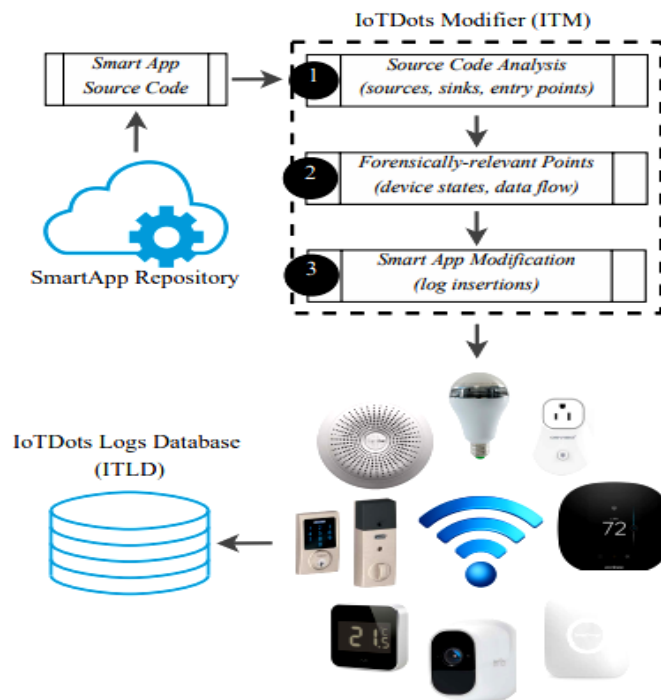 IoTDots Modifier (ITM)
Smart App
Source Code
1
Source Code Analysis
(sources, sinks, entry points)
2
Forensically-relevant Points
(device states, data flow)
SmartApp Repository
3
Smart App Modification
(log insertions)
IoTDots Logs Database
(ITLD)
72